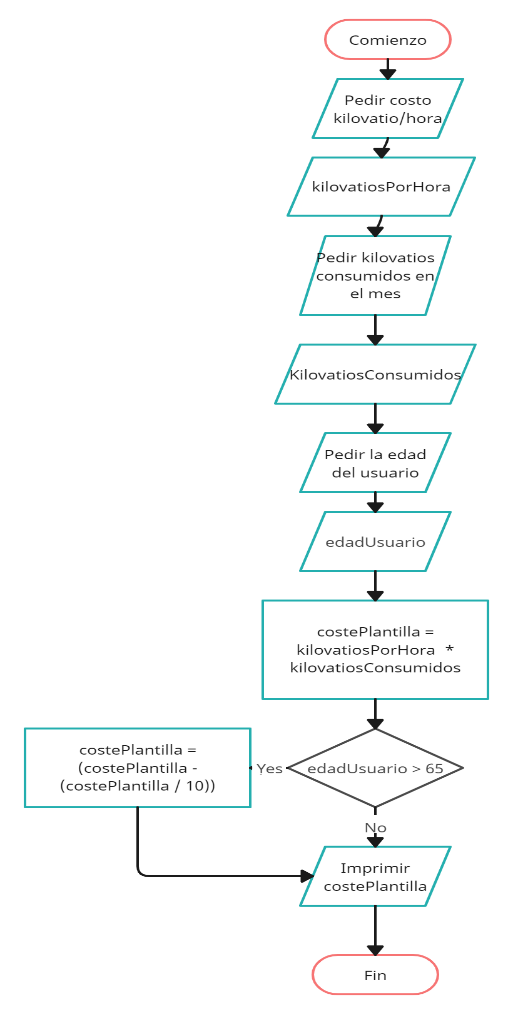 Comienzo
Pedir costo
kilovatio/hora
kilovatiosPorHora
Pedir kilovatios
consumidos en
el mes
KilovatiosConsumidos
Pedir la edad
del usuario
edadUsuario
costePlantilla =
kilovatiosPorHora *
kilovatiosConsumidos
edadUsuario > 65
Yes
costePlantilla =
(costePlantilla -
(costePlantilla / 10))
No
Imprimir
costePlantilla
Fin